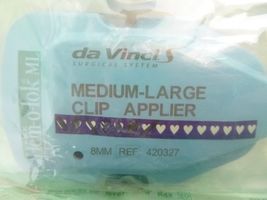 da Vinci S
SURGICAL SYSTEM
MEDIUM-LARGE
CLIP APPLIER
8MM REF 420327